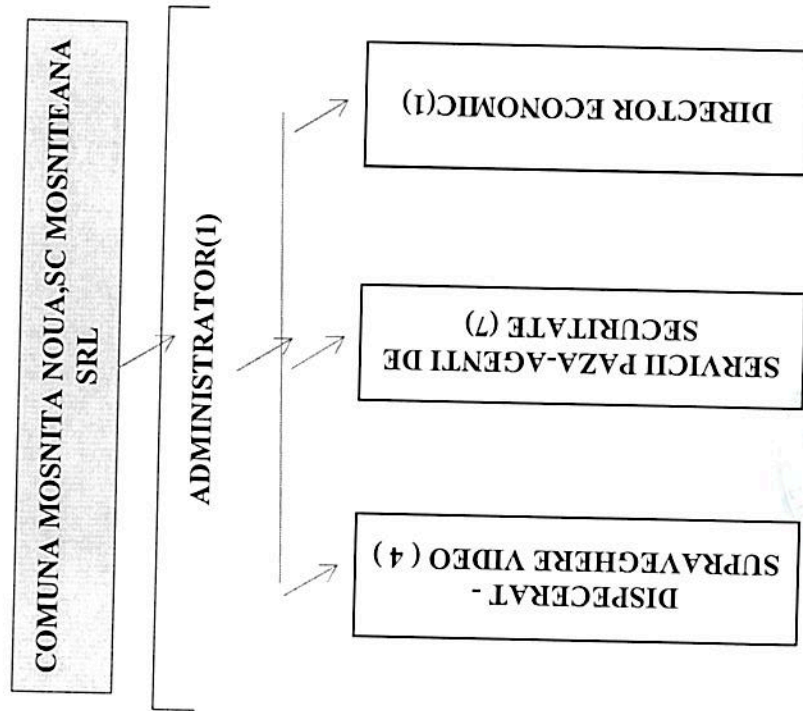 COMUNA MOSNITA NOUA,SC MOSNITEANA
SRL
ADMINISTRATOR(1)
DISPECERAT -
SUPRAVEGHERE VIDEO ( 4 )
SERVICII PAZA-AGENTI DE
SECURITATE (7)
DIRECTOR ECONOMIC(1)